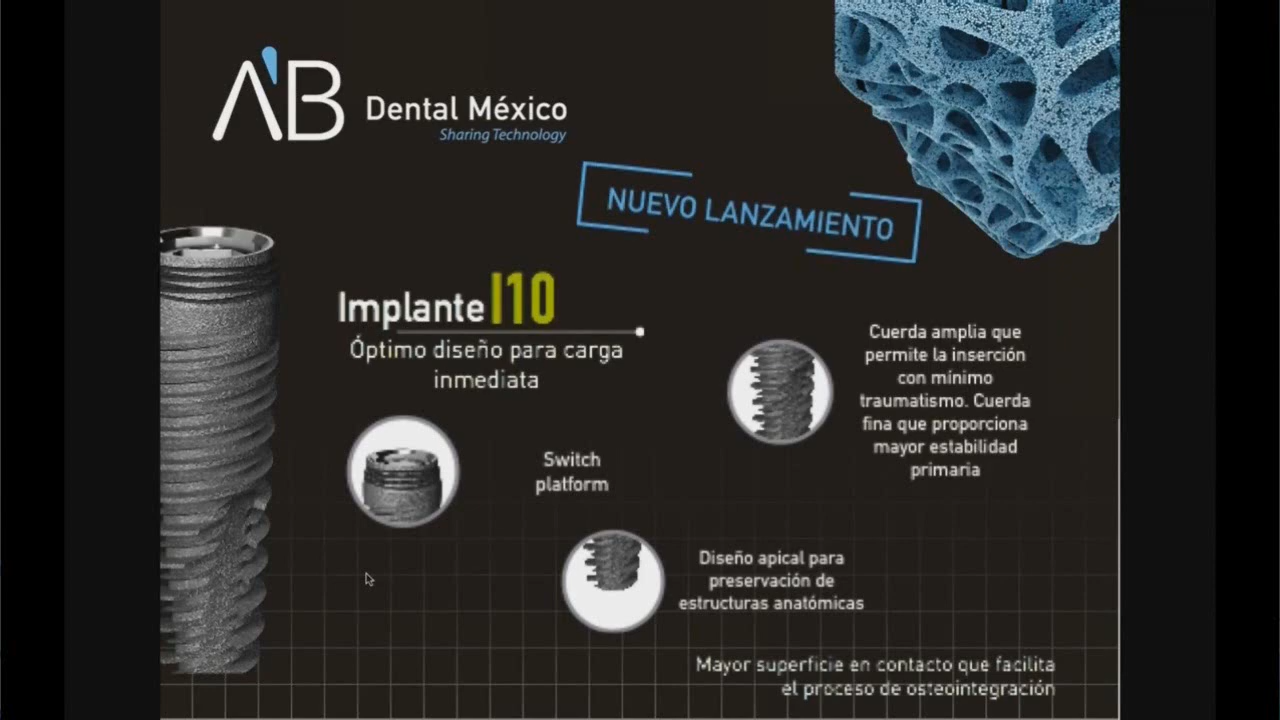 AB
Dental México
Sharing Technology
NUEVO LANZAMIENTO
Implante I10
Óptimo diseño para carga
inmediata
Cuerda amplia que
permite la inserción
con mínimo
traumatismo. Cuerda
fina que proporciona
mayor estabilidad
primaria
Switch
platform
Diseño apical para
preservación de
estructuras anatómicas
Mayor superficie en contacto que facilita
el proceso de osteointegración